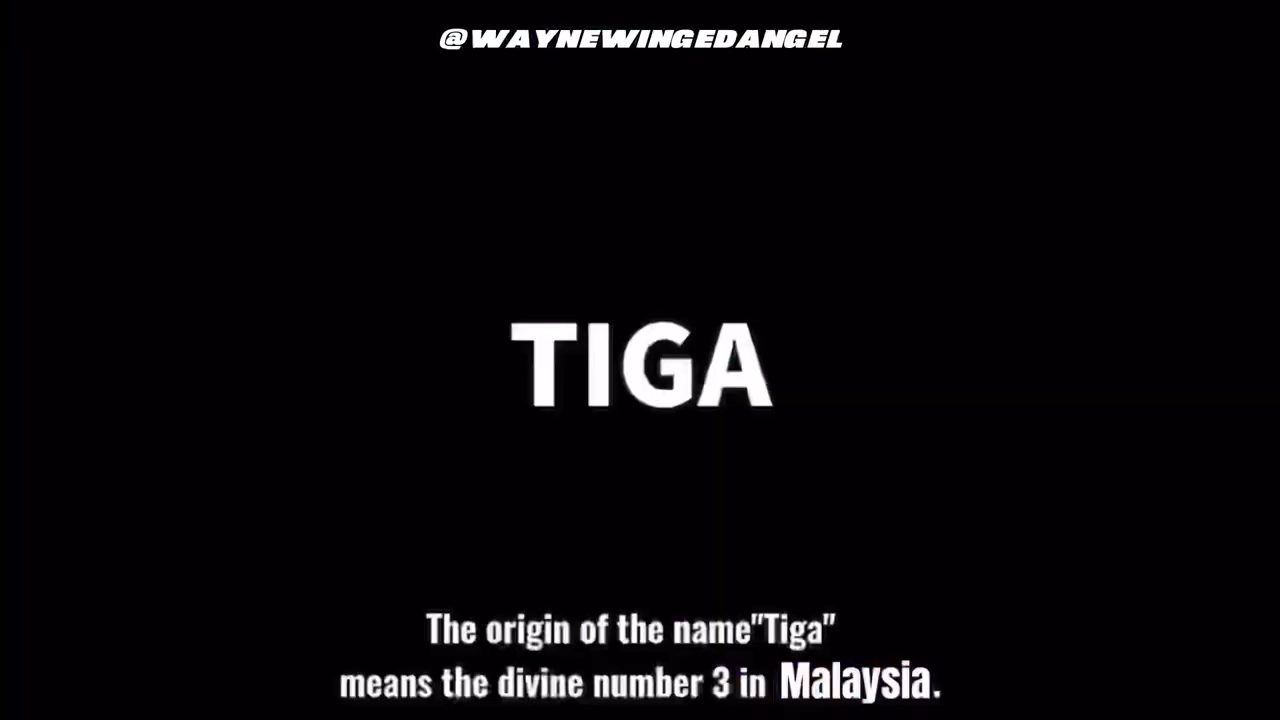 @WAYNEWINGEDANGEL
TIGA
The origin of the name"Tiga"
means the divine number 3 in Malaysia.